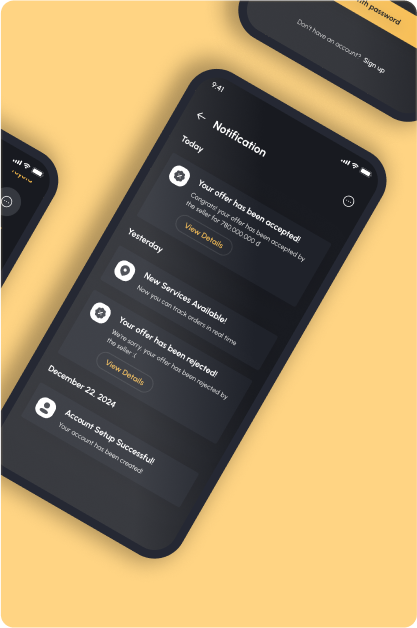 with password
Don't have an account? Sign up
9:41
Notification
Today
Your offer has been accepted!
Congrats! your offer has been accepted by
the seller for 780,000,000 đ
View Details
Yesterday
New Services Available!
Now you can track orders in real time
Your offer has been rejected!
We're sorry, your offer has been rejected by
the seller :(
View Details
December 22, 2024
Account Setup Successful!
Your account has been created!